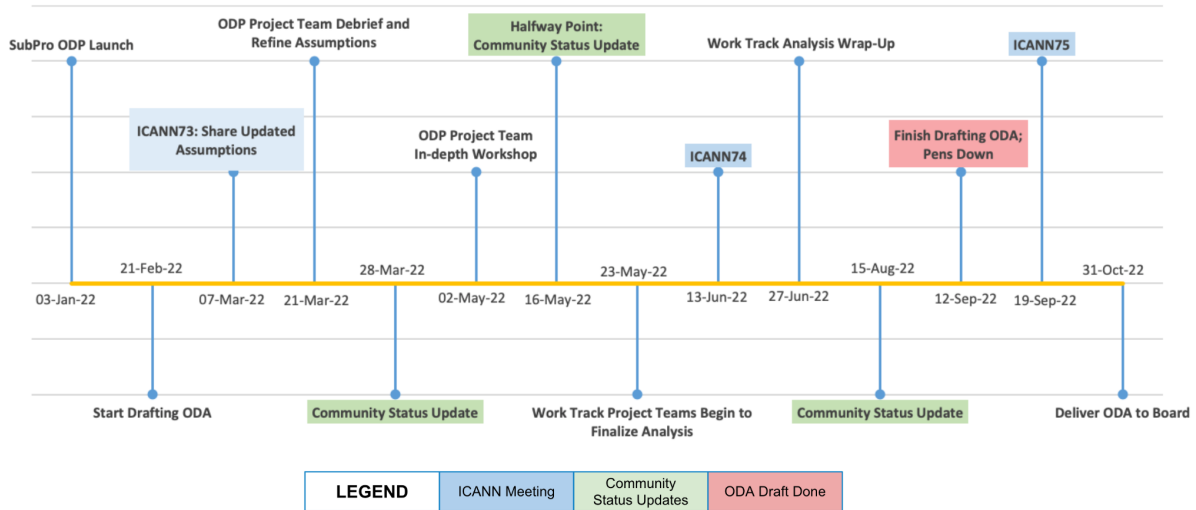 SubPro ODP Launch
ODP Project Team Debrief and
Refine Assumptions
Halfway Point:
Community Status Update
Work Track Analysis Wrap-Up
ICANN75
ICANN73: Share Updated
Assumptions
ODP Project Team
In-depth Workshop
ICANN74
Finish Drafting ODA;
Pens Down
21-Feb-22
28-Mar-22
23-May-22
15-Aug-22
31-Oct-22
03-Jan-22
07-Mar-22
21-Mar-22
02-May-22
16-May-22
13-Jun-22
27-Jun-22
12-Sep-22
19-Sep-22
Start Drafting ODA
Community Status Update
Work Track Project Teams Begin to
Finalize Analysis
Community Status Update
Deliver ODA to Board
LEGEND
ICANN Meeting
Community
Status Updates
ODA Draft Done